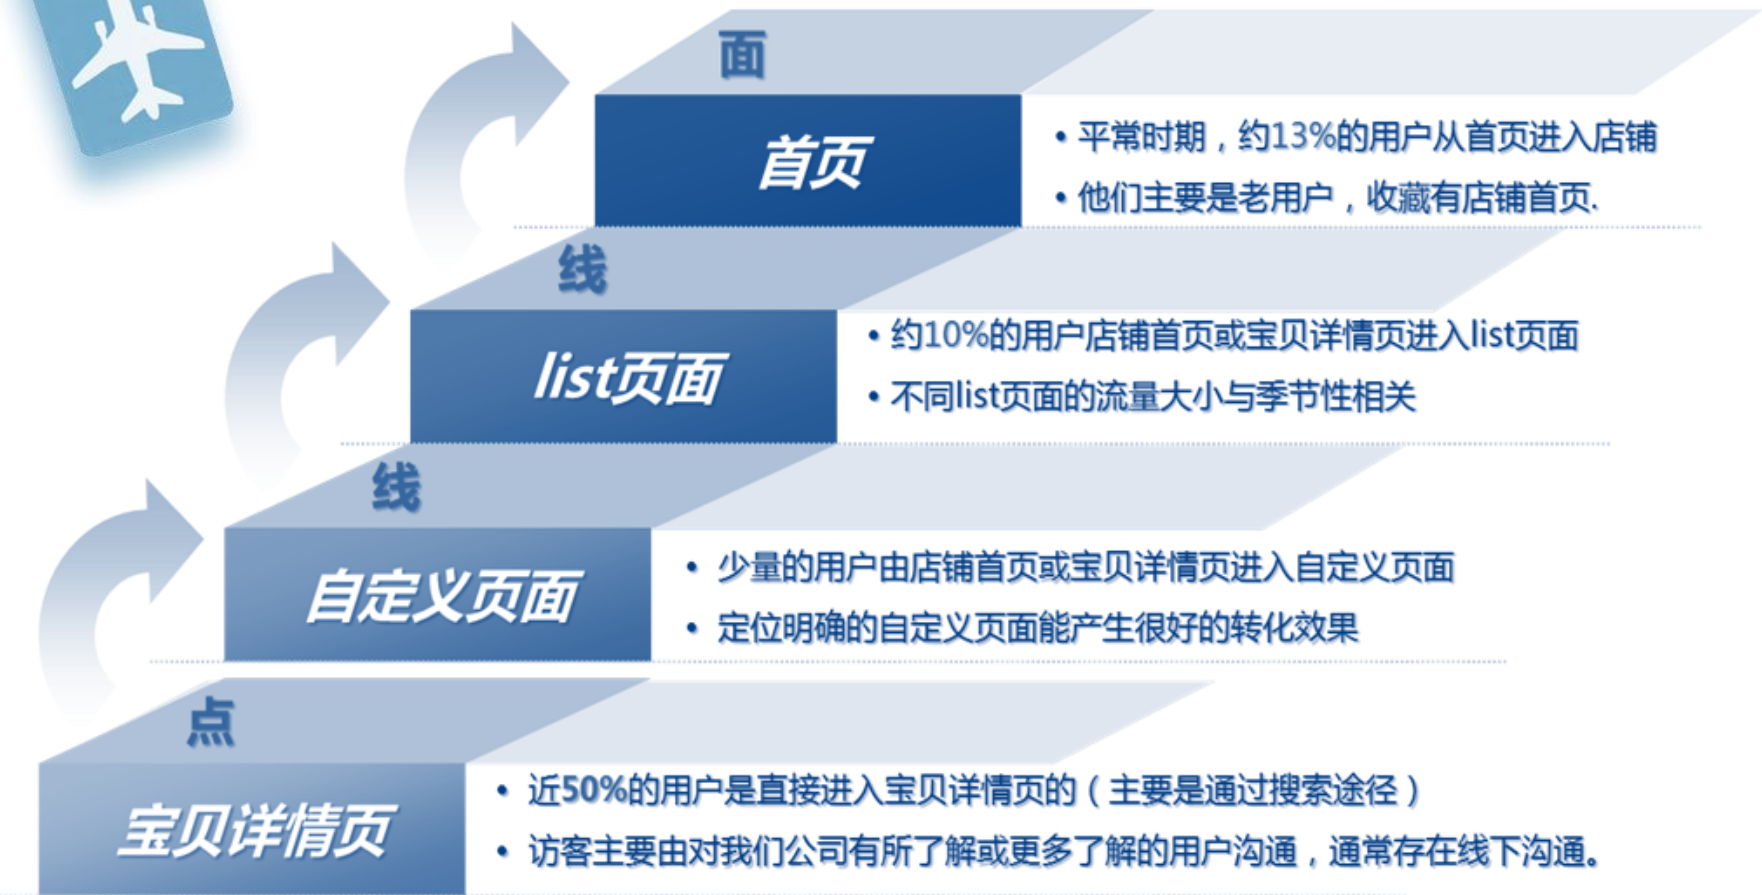 面
首页
• 平常时期，约13%的用户从首页进入店铺
• 他们主要是老用户，收藏有店铺首页.
线
list页面
• 约10%的用户店铺首页或宝贝详情页进入list页面
• 不同list页面的流量大小与季节性相关
线
自定义页面
• 少量的用户由店铺首页或宝贝详情页进入自定义页面
• 定位明确的自定义页面能产生很好的转化效果
点
宝贝详情页
• 近50%的用户是直接进入宝贝详情页的（主要是通过搜索途径）
• 访客主要由对我们公司有所了解或更多了解的用户沟通，通常存在线下沟通。